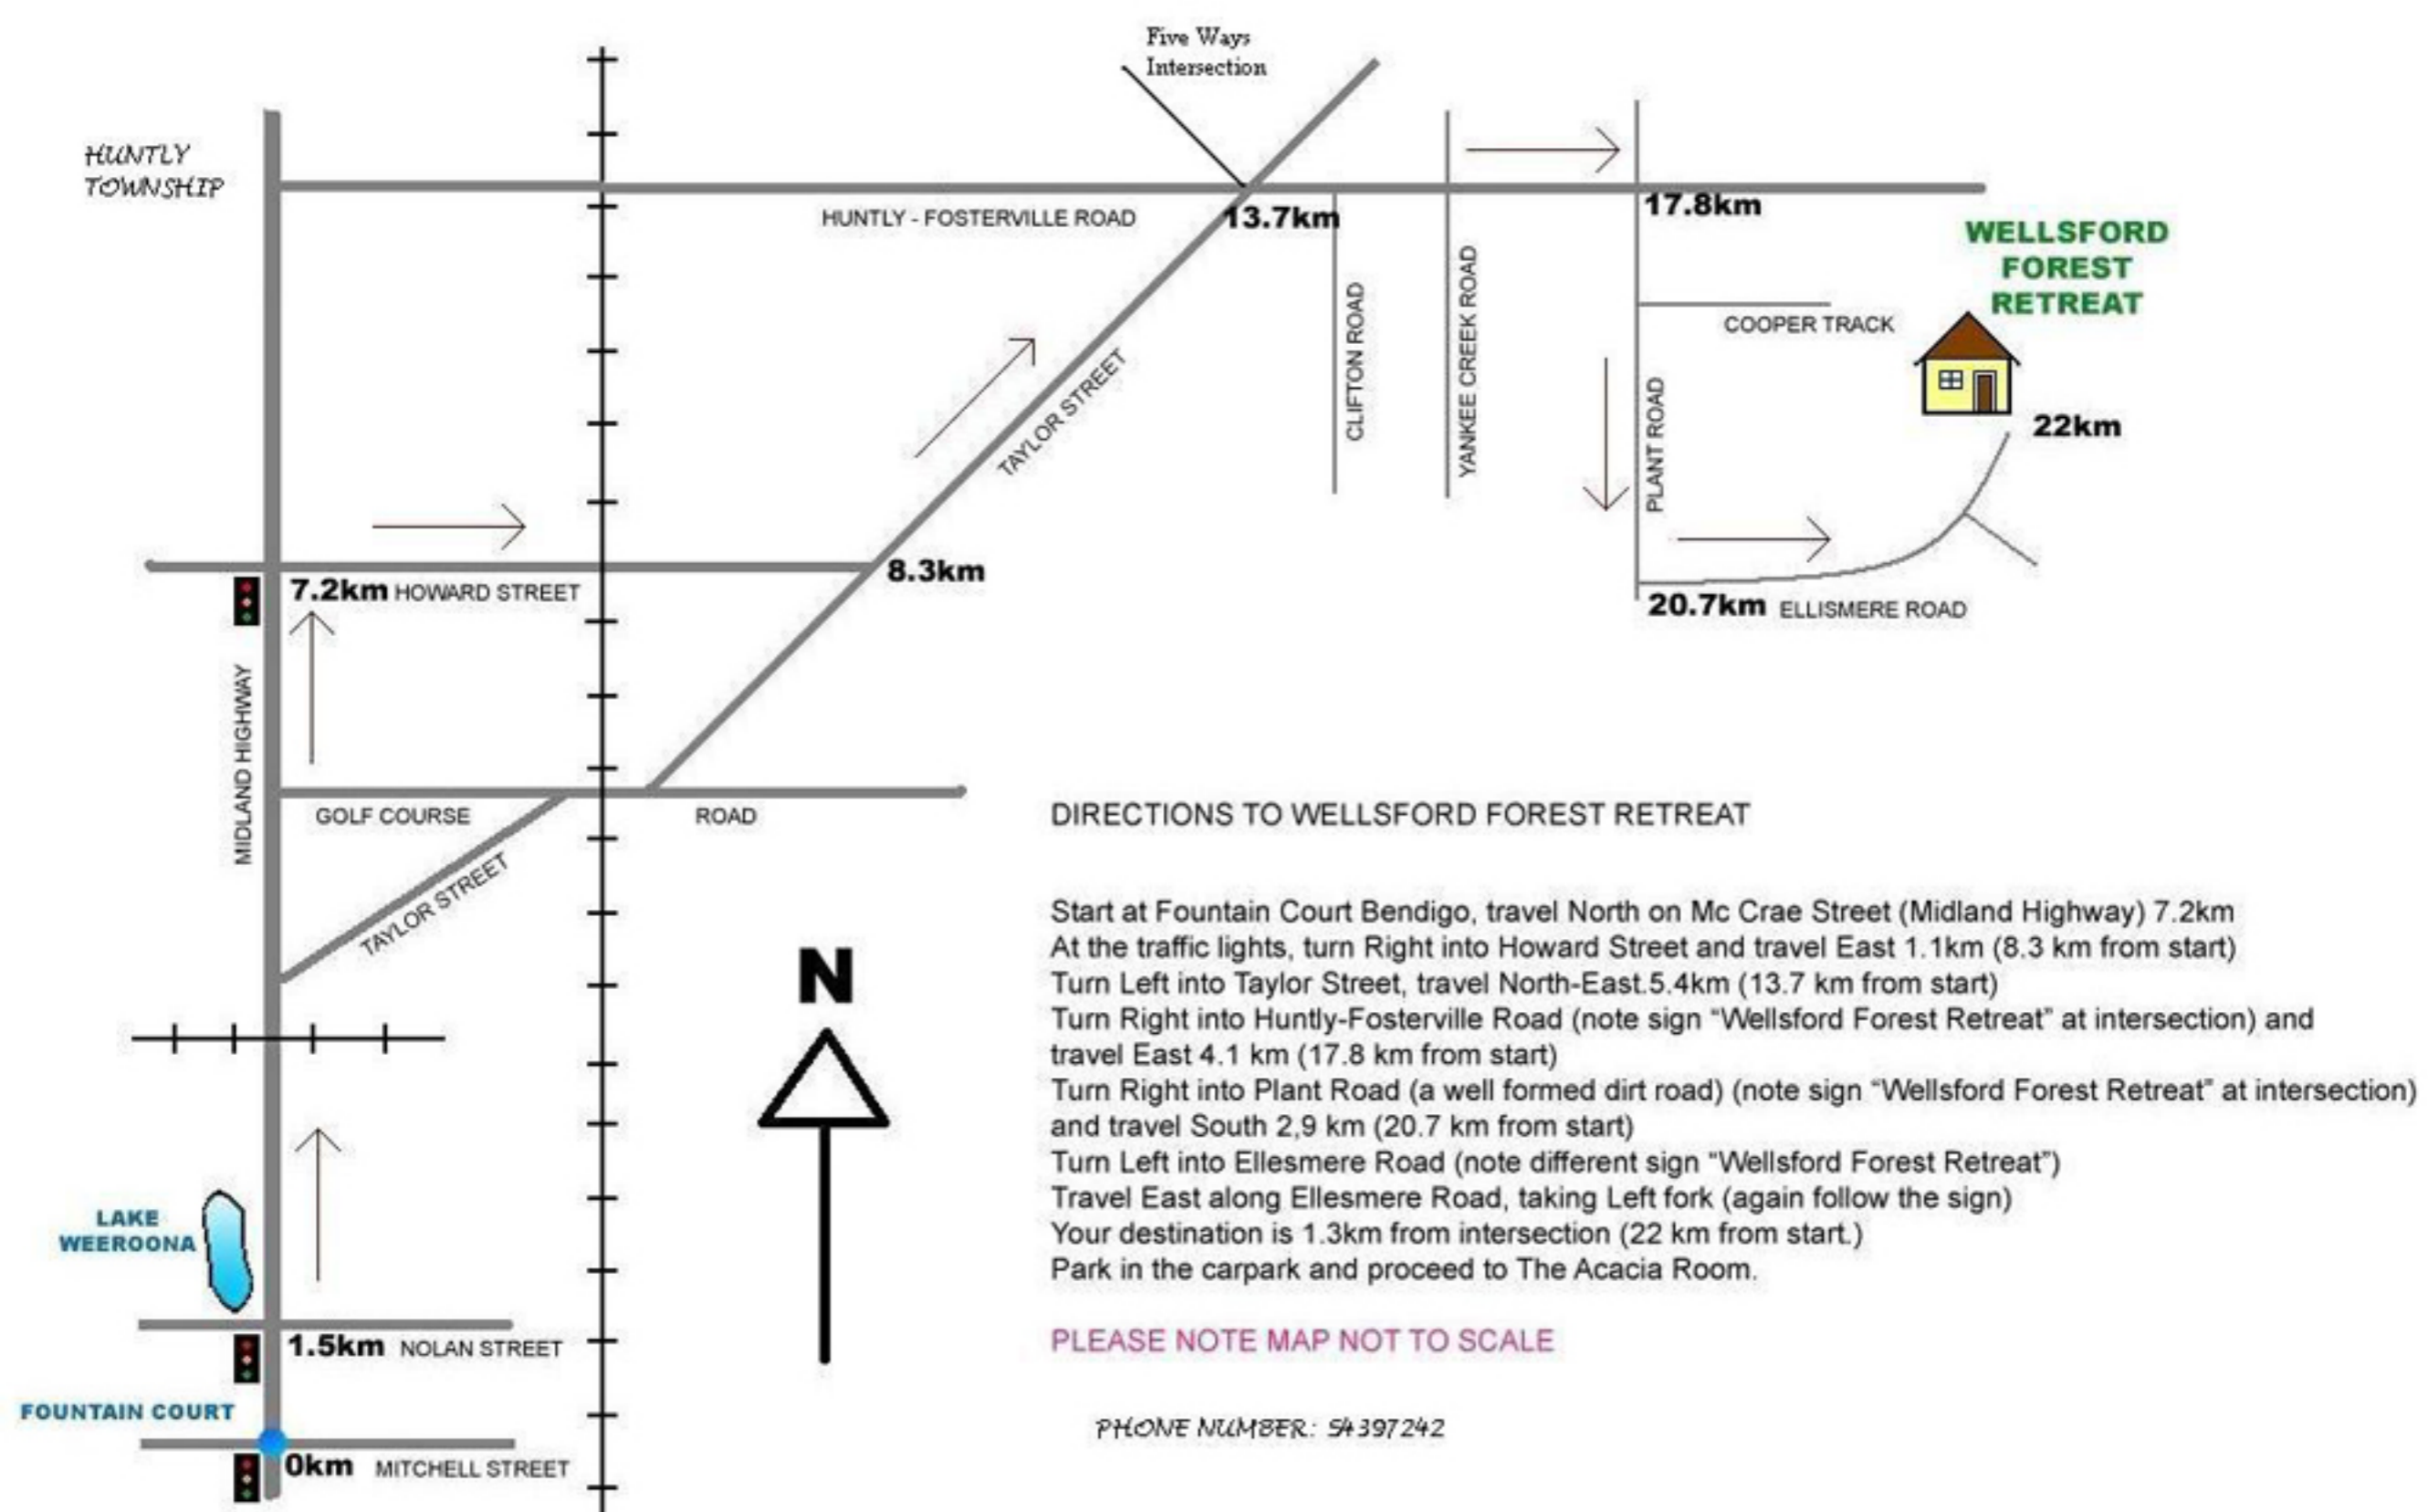 Five Ways
Intersection
HUNTLY
TOWNSHIP
HUNTLY - FOSTERVILLE ROAD
13.7km
17.8km
WELLSFORD
FOREST
RETREAT
COOPER TRACK
CLIFTON ROAD
YANKEE CREEK ROAD
PLANT ROAD
TAYLOR STREET
22km
7.2km HOWARD STREET
8.3km
20.7km ELLISMERE ROAD
MIDLAND HIGHWAY
GOLF COURSE
ROAD
TAYLOR STREET
N
DIRECTIONS TO WELLSFORD FOREST RETREAT
Start at Fountain Court Bendigo, travel North on Mc Crae Street (Midland Highway) 7.2km
At the traffic lights, turn Right into Howard Street and travel East 1.1km (8.3 km from start)
Turn Left into Taylor Street, travel North-East.5.4km (13.7 km from start)
Turn Right into Huntly-Fosterville Road (note sign “Wellsford Forest Retreat” at intersection) and
travel East 4.1 km (17.8 km from start)
Turn Right into Plant Road (a well formed dirt road) (note sign “Wellsford Forest Retreat” at intersection)
and travel South 2,9 km (20.7 km from start)
Turn Left into Ellesmere Road (note different sign “Wellsford Forest Retreat”)
Travel East along Ellesmere Road, taking Left fork (again follow the sign)
Your destination is 1.3km from intersection (22 km from start.)
Park in the carpark and proceed to The Acacia Room.
PLEASE NOTE MAP NOT TO SCALE
PHONE NUMBER: 54397242
LAKE
WEEROONA
1.5km NOLAN STREET
FOUNTAIN COURT
0km MITCHELL STREET